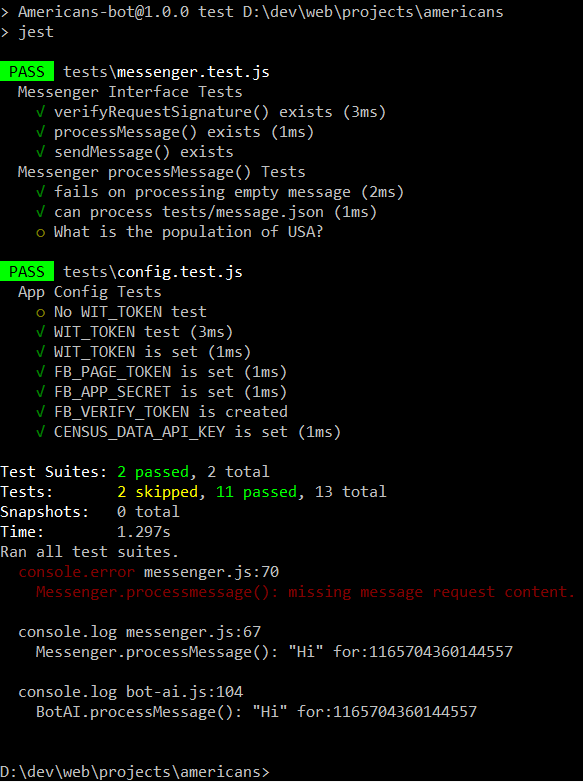 > Americans-bot@1.0.0 test D:\dev\web\projects\americans
> jest
PASS tests\messenger.test.js
Messenger Interface Tests
√ verifyRequestSignature() exists (3ms)
√ processMessage() exists (1ms)
√ sendMessage() exists
Messenger processMessage() Tests
√ fails on processing empty message (2ms)
√ can process tests/message.json (1ms)
○ What is the population of USA?
PASS tests\config.test.js
App Config Tests
○ No WIT_TOKEN test
√ WIT_TOKEN test (3ms)
√ WIT_TOKEN is set (1ms)
√ FB_PAGE_TOKEN is set (1ms)
√ FB_APP_SECRET is set (1ms)
√ FB_VERIFY_TOKEN is created
√ CENSUS_DATA_API_KEY is set (1ms)
Test Suites: 2 passed, 2 total
Tests: 2 skipped, 11 passed, 13 total
Snapshots: 0 total
Time: 1.297s
Ran all test suites.
console.error messenger.js:70
Messenger.processmessage(): missing message request content.
console.log messenger.js:67
Messenger.processMessage(): "Hi" for:1165704360144557
console.log bot-ai.js:104
BotAI.processMessage(): "Hi" for:1165704360144557
D:\dev\web\projects\americans>